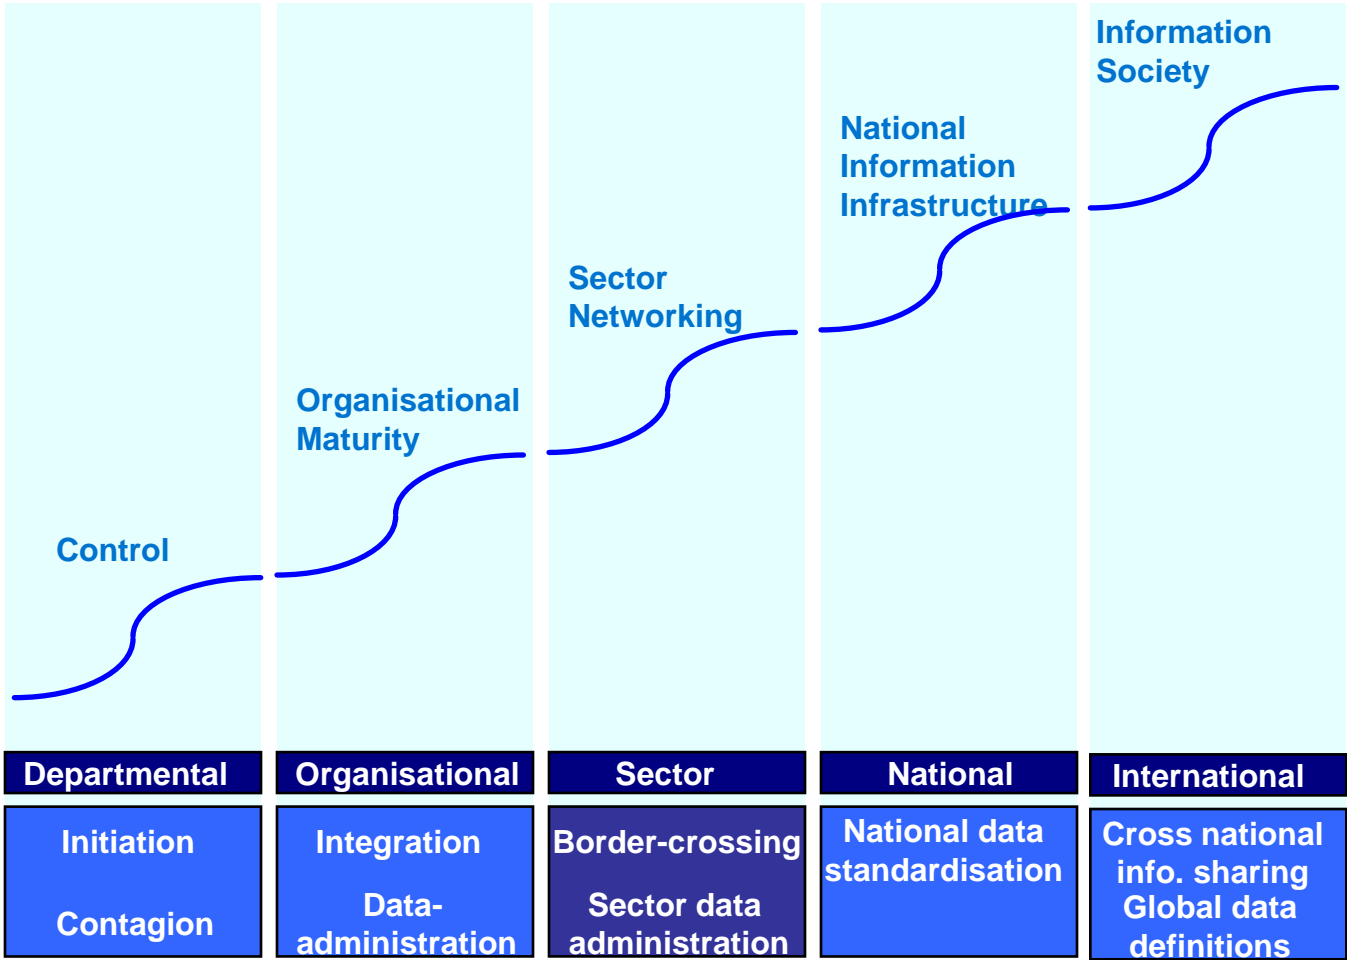 Information
Society
National
Information
Infrastructure
Sector
Networking
Organisational
Maturity
Control
Departmental
Organisational
Sector
National
International
Initiation
Contagion
Integration
Data-
administration
Border-crossing
Sector data
administration
National data
standardisation
Cross national
info. sharing
Global data
definitions